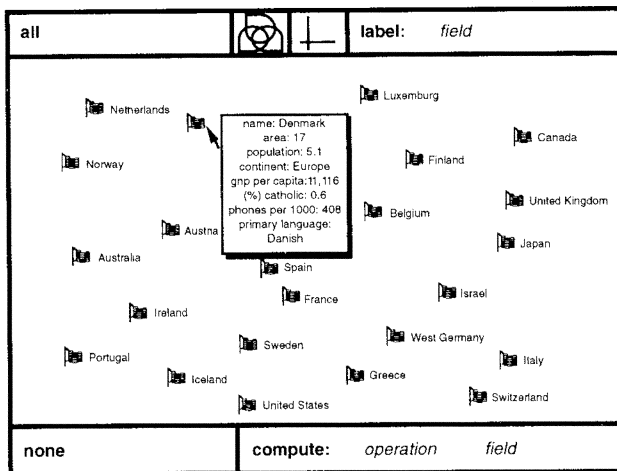 all
label: field
Netherlands
Luxemburg
name: Denmark
area: 17
population: 5.1
continent: Europe
gnp per capita:11,116
(%) catholic: 0.6
phones per 1000: 408
primary language:
Danish
Canada
Norway
Finland
United Kingdom
Belgium
Austria
Japan
Australia
Spain
Israel
France
Ireland
West Germany
Sweden
Portugal
Italy
Iceland
Greece
Switzerland
United States
none
compute: operation field